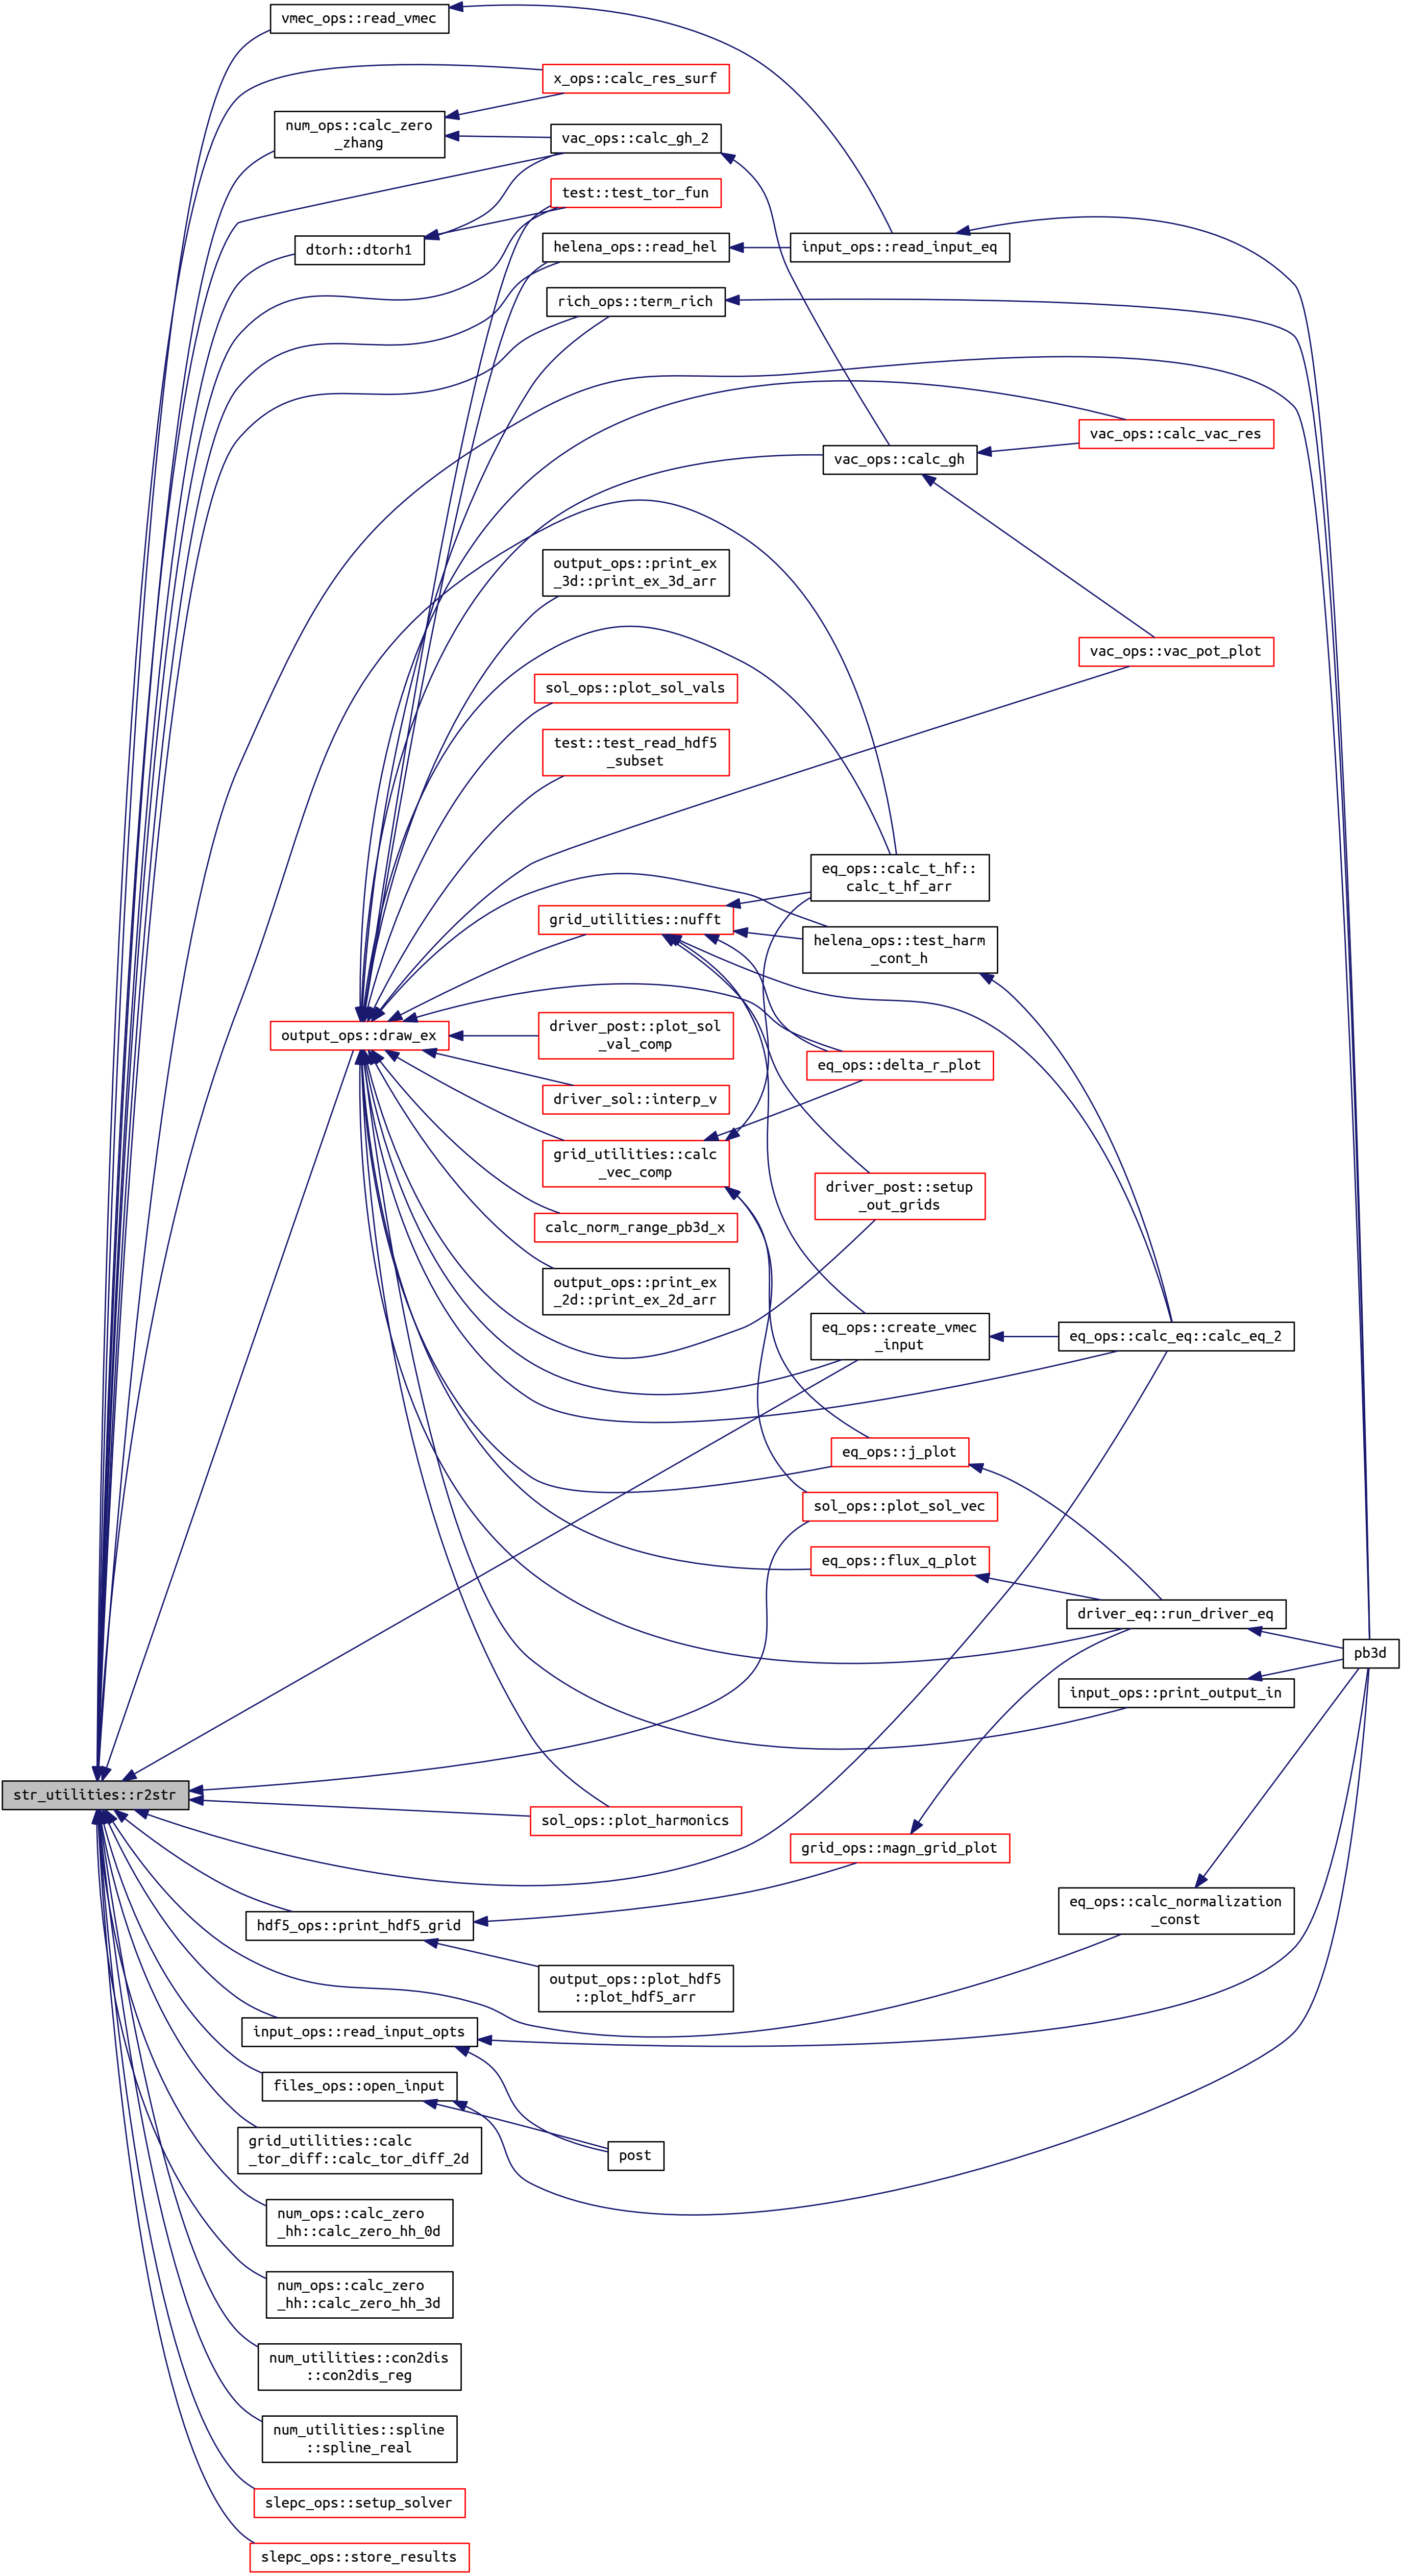 vmec_ops::read_vmec
x_ops::calc_res_surf
num_ops::calc_zero
_zhang
vac_ops::calc_gh_2
test::test_tor_fun
dtorh::dtorh1
helena_ops::read_hel
input_ops::read_input_eq
rich_ops::term_rich
vac_ops::calc_vac_res
vac_ops::calc_gh
output_ops::print_ex
_3d::print_ex_3d_arr
vac_ops::vac_pot_plot
sol_ops::plot_sol_vals
test::test_read_hdf5
_subset
eq_ops::calc_t_hf::
calc_t_hf_arr
grid_utilities::nufft
helena_ops::test_harm
_cont_h
output_ops::draw_ex
driver_post::plot_sol
_val_comp
eq_ops::delta_r_plot
driver_sol::interp_v
grid_utilities::calc
_vec_comp
driver_post::setup
_out_grids
calc_norm_range_pb3d_x
output_ops::print_ex
_2d::print_ex_2d_arr
eq_ops::create_vmec
_input
eq_ops::calc_eq::calc_eq_2
eq_ops::j_plot
sol_ops::plot_sol_vec
eq_ops::flux_q_plot
driver_eq::run_driver_eq
pb3d
input_ops::print_output_in
str_utilities::r2str
sol_ops::plot_harmonics
grid_ops::magn_grid_plot
eq_ops::calc_normalization
_const
hdf5_ops::print_hdf5_grid
output_ops::plot_hdf5
::plot_hdf5_arr
input_ops::read_input_opts
files_ops::open_input
grid_utilities::calc
_tor_diff::calc_tor_diff_2d
post
num_ops::calc_zero
_hh::calc_zero_hh_0d
num_ops::calc_zero
_hh::calc_zero_hh_3d
num_utilities::con2dis
::con2dis_reg
num_utilities::spline
::spline_real
slepc_ops::setup_solver
slepc_ops::store_results